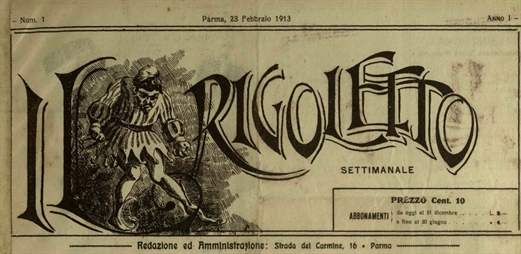 - Num. 1 Parma, 23 Febbraio 1913 Anno I -
IL RIGOLETTO
SETTIMANALE
PREZZO Cent. 10
ABBONAMENTI
da oggi al 31 dicembre . . . . L.
a fino al 30 giugno . . . . »
Redazione ed Amministrazione: Strada del Carmine, 16 - Parma